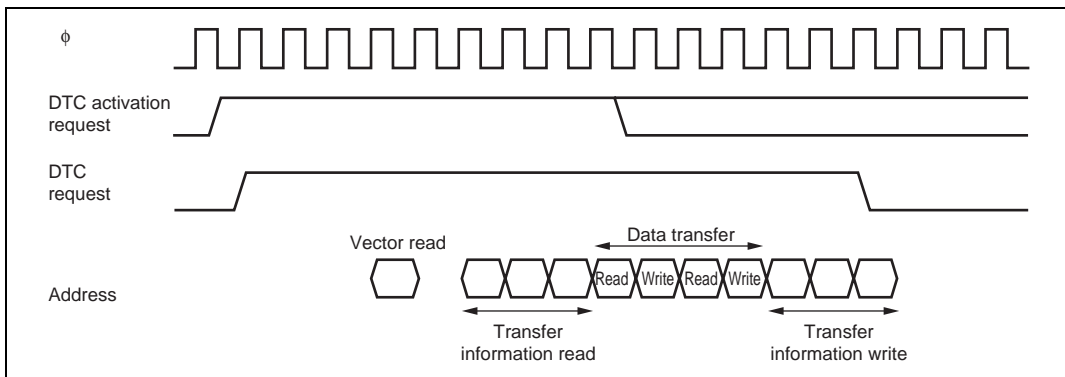 ϕ
DTC activation
request
DTC
request
Vector read
Data transfer
Address
Read Write Read Write
Transfer
information read
Transfer
information write